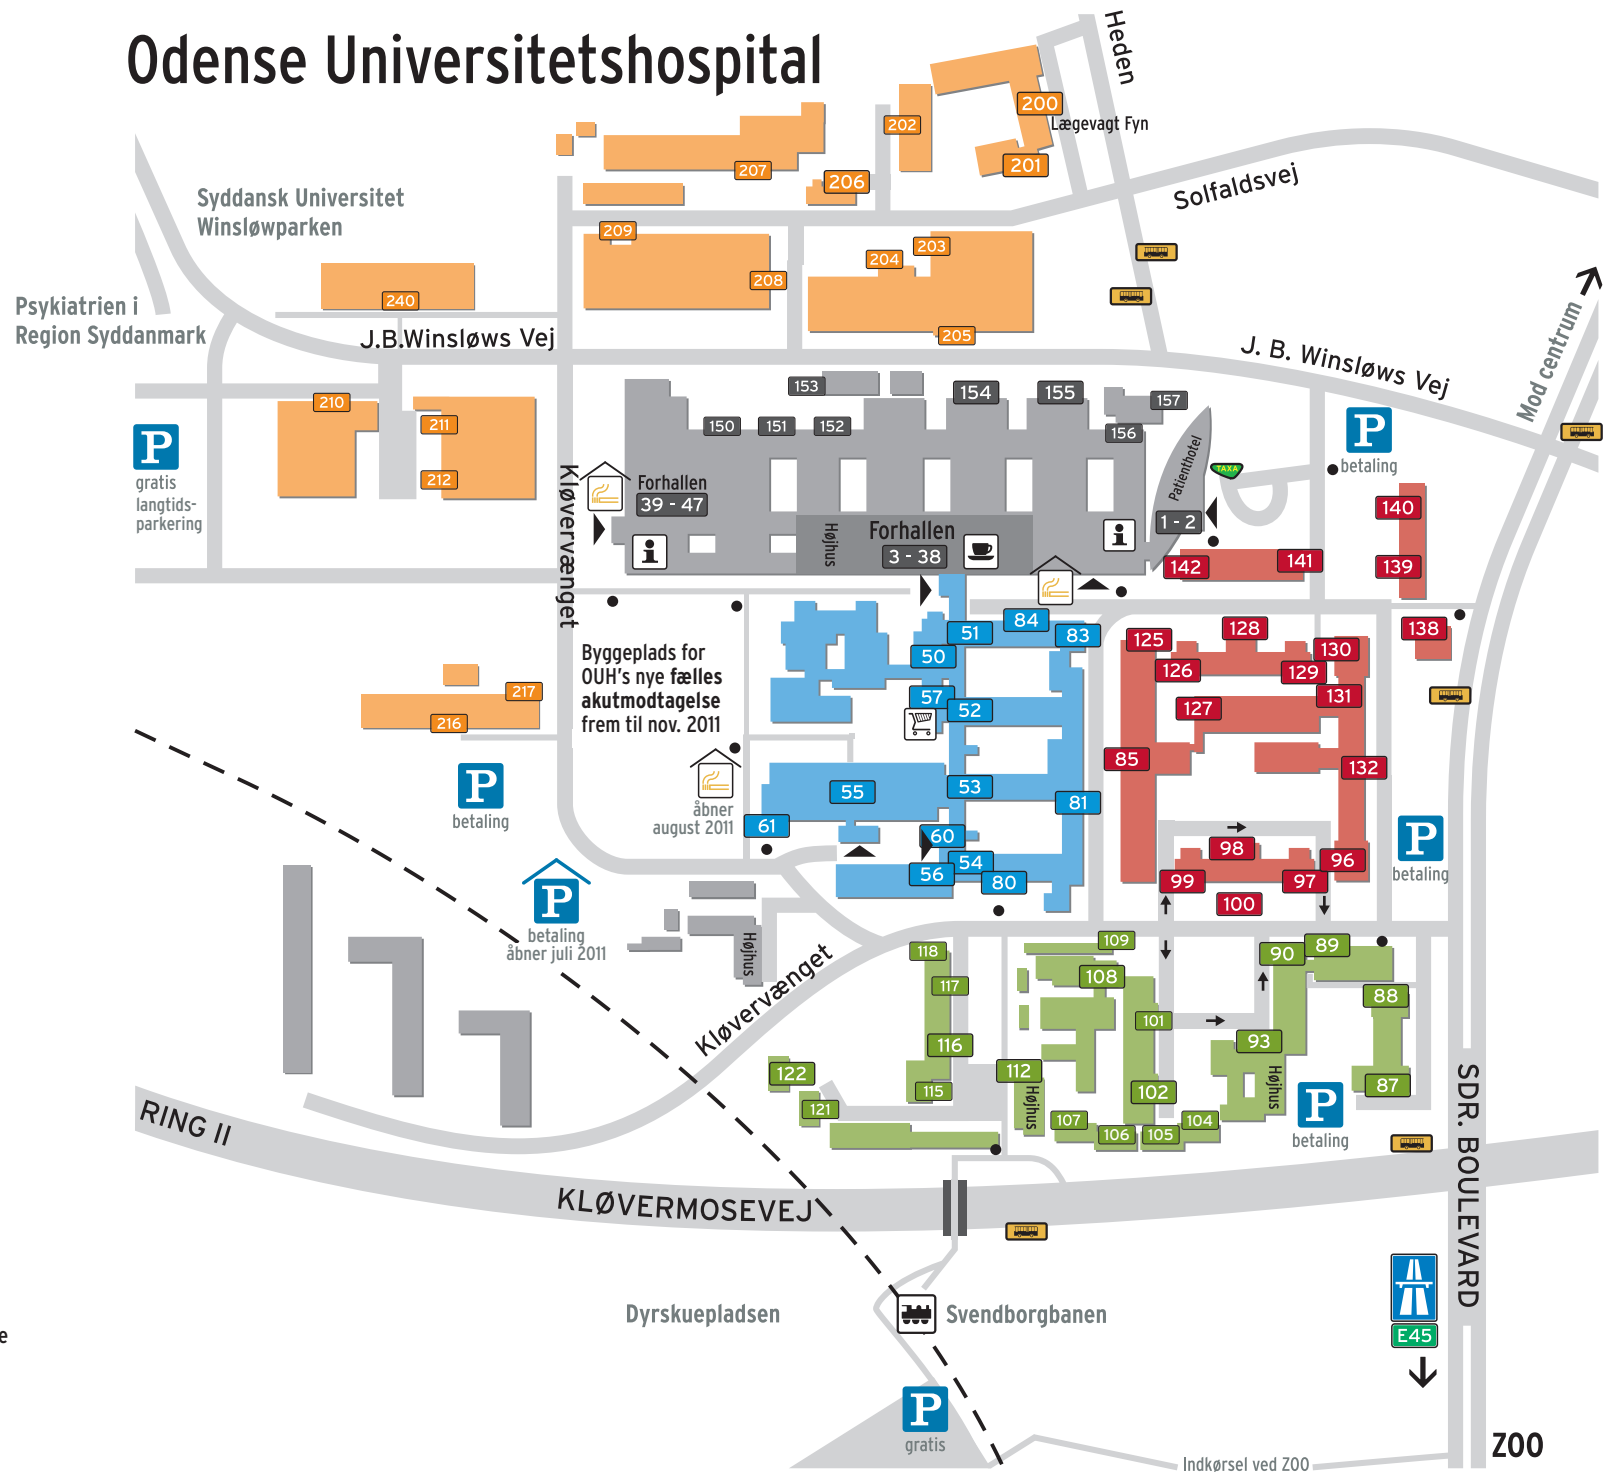 Odense Universitetshospital
Heden
200
Lægevagt Fyn
202
201
207
206
Solfaldsvej
Syddansk Universitet
Winsløwparken
209
203
204
208
240
205
Psykiatrien i
Region Syddanmark
J.B.Winsløws Vej
J. B. Winsløws Vej
Mod centrum
210
211
212
P
gratis
langtids-
parkering
Kløvervænget
153
154
155
157
150
151
152
156
Forhallen
39 - 47
Højhus
Forhallen
3 - 38
i
i
Patienthotel
1 - 2
TAXA
P
betaling
140
139
142
141
138
84
51
83
50
57
52
53
55
81
61
60
54
56
80
125
128
126
130
129
131
127
85
132
98
96
99
97
100
Byggeplads for
OUH's nye fælles
akutmodtagelse
frem til nov. 2011
åbner
august 2011
217
216
P
betaling
P
betaling
åbner juli 2011
Højhus
Kløvervænget
P
betaling
118
109
90
89
117
108
88
101
116
93
112
122
115
102
87
121
107
104
106
105
Højhus
Højhus
P
betaling
RING II
KLØVERMOSEVEJ
SDR. BOULEVARD
Dyrskuepladsen
Svendborgbanen
E45
P
gratis
Indkørsel ved ZOO
ZOO
e